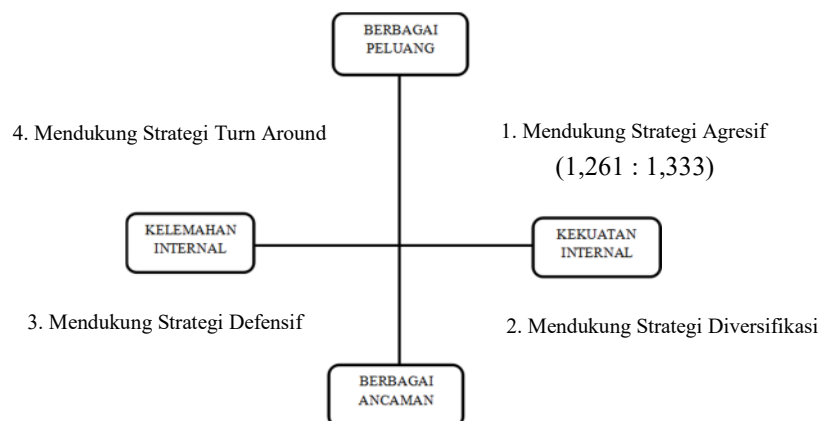 BERBAGAI
PELUANG
4. Mendukung Strategi Turn Around
1. Mendukung Strategi Agresif
(1,261 : 1,333)
KELEMAHAN
INTERNAL
KEKUATAN
INTERNAL
3. Mendukung Strategi Defensif
2. Mendukung Strategi Diversifikasi
BERBAGAI
ANCAMAN